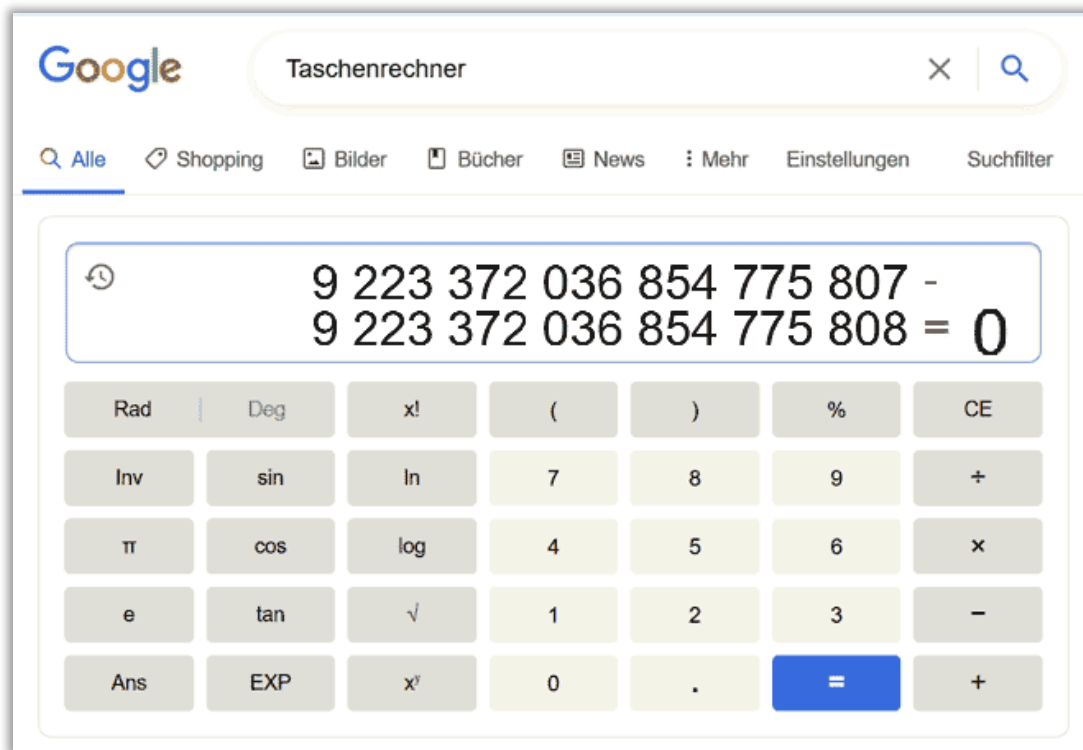 Google Taschenrechner
Alle Shopping Bilder Bücher News Mehr Einstellungen Suchfilter
9 223 372 036 854 775 807 -
9 223 372 036 854 775 808 = 0
Rad Deg x! ( ) % CE
Inv sin ln 7 8 9 ÷
π cos log 4 5 6 ×
e tan √ 1 2 3 −
Ans EXP xʸ 0 . = +